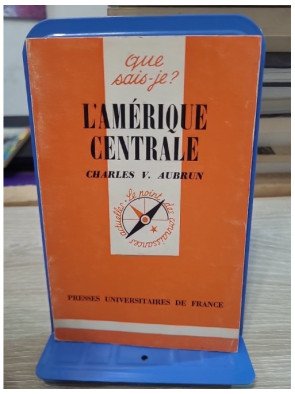 que
sais-je?
L'AMÉRIQUE
CENTRALE
CHARLES V. AUBRUN
le point des connaissances actuelles
PRESSES UNIVERSITAIRES DE FRANCE